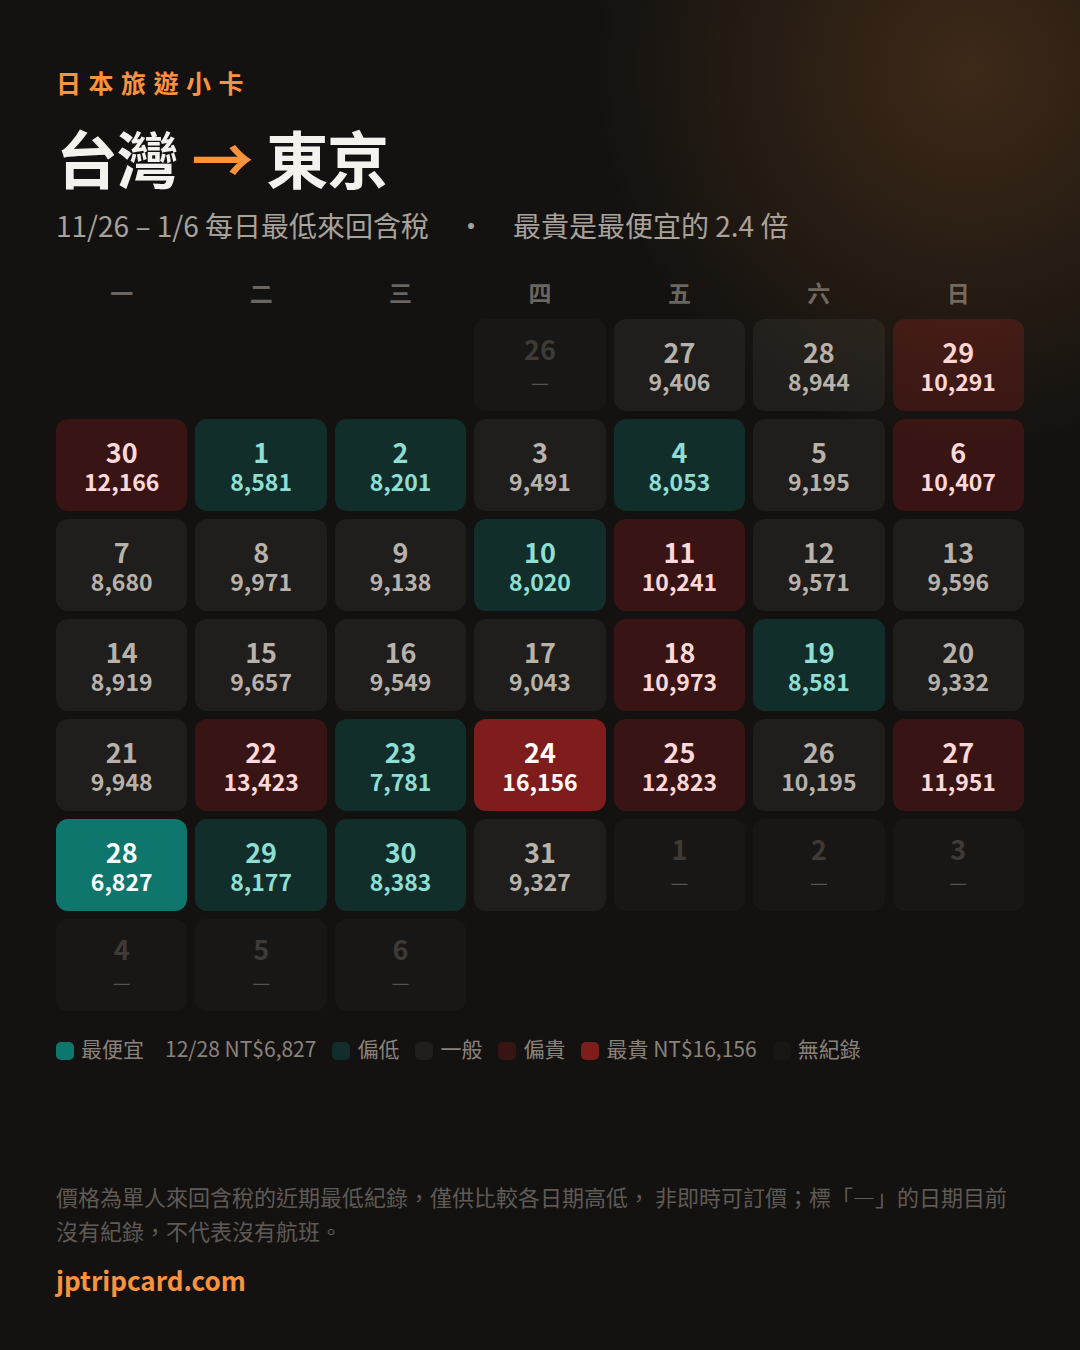 日本旅遊小卡
台灣 → 東京
11/26 – 1/6 每日最低來回含稅 · 最貴是最便宜的 2.4 倍
一 二 三 四 五 六 日
26 27 28 29
— 9,406 8,944 10,291
30 1 2 3 4 5 6
12,166 8,581 8,201 9,491 8,053 9,195 10,407
7 8 9 10 11 12 13
8,680 9,971 9,138 8,020 10,241 9,571 9,596
14 15 16 17 18 19 20
8,919 9,657 9,549 9,043 10,973 8,581 9,332
21 22 23 24 25 26 27
9,948 13,423 7,781 16,156 12,823 10,195 11,951
28 29 30 31 1 2 3
6,827 8,177 8,383 9,327 — — —
4 5 6
— — —
最便宜 12/28 NT$6,827 偏低 一般 偏貴 最貴 NT$16,156 無紀錄
價格為單人來回含稅的近期最低紀錄，僅供比較各日期高低， 非即時可訂價；標「—」的日期目前
沒有紀錄，不代表沒有航班。
jptripcard.com